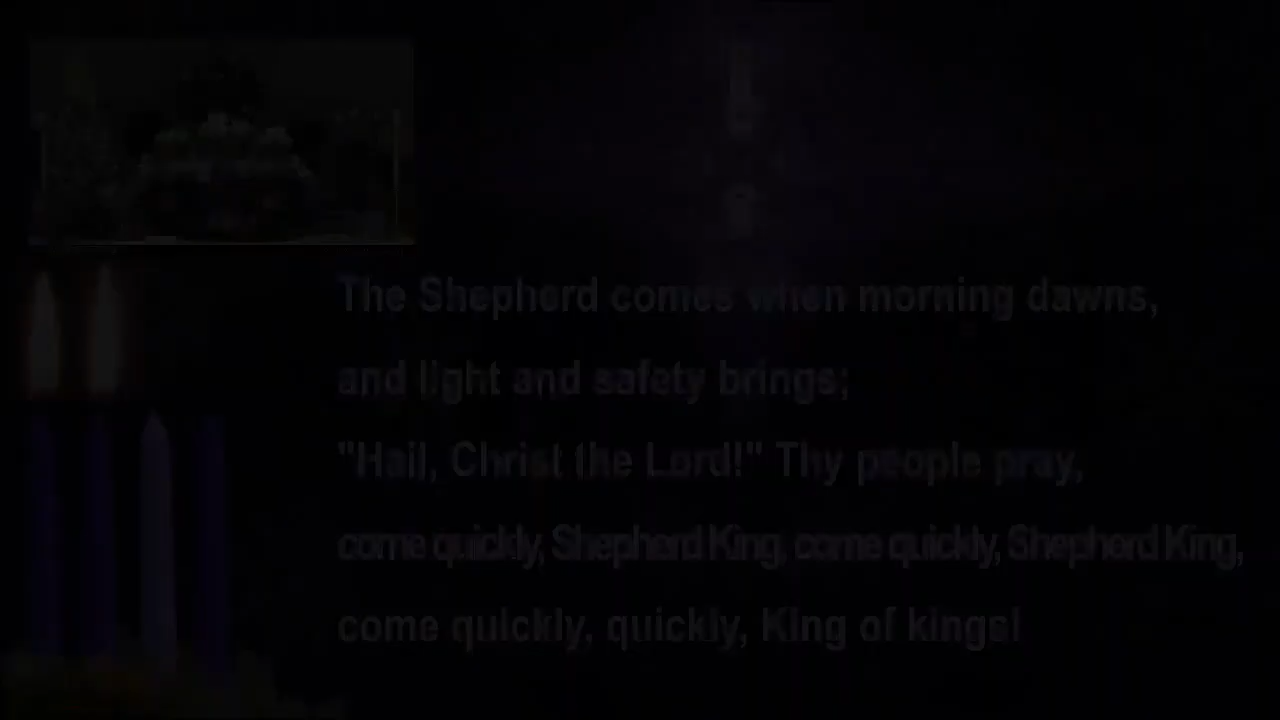 The Shepherd comes when morning dawns,
and light and safety brings;
"Hail, Christ the Lord!" Thy people pray,
come quickly, Shepherd King, come quickly, Shepherd King,
come quickly, quickly, King of kings!